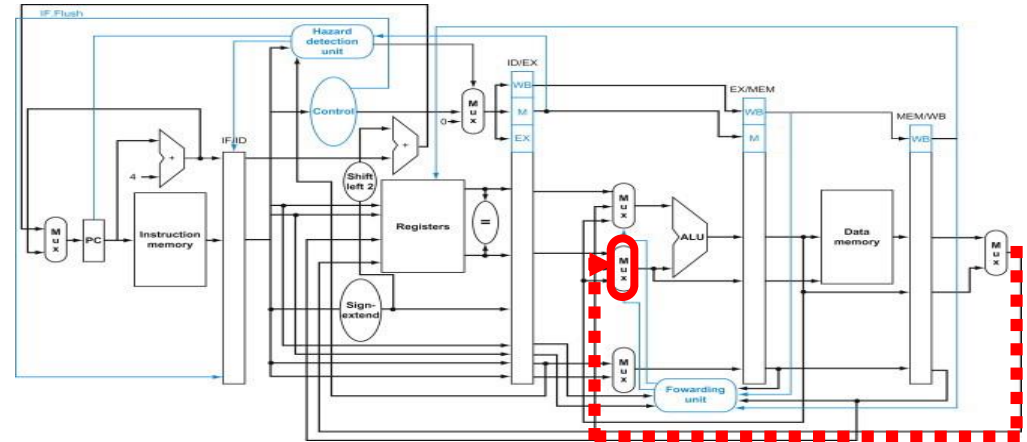 IF.Flush
Hazard
detection
unit
ID/EX
WB
EX/MEM
Control
M
u
x
M
WB
MEM/WB
0
IF/ID
EX
M
WB
+
+
4
Shift
left 2
M
u
x
M
u
x
PC
Instruction
memory
Registers
=
ALU
Data
memory
M
u
x
M
u
x
Sign-
extend
M
u
x
Fowarding
unit